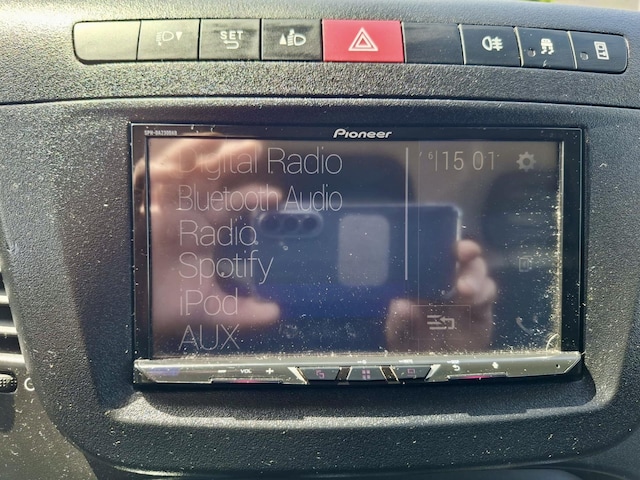 SET
Pioneer
Digital Radio
15 01
Bluetooth Audio
Radio
Spotify
iPod
AUX
− VOL +